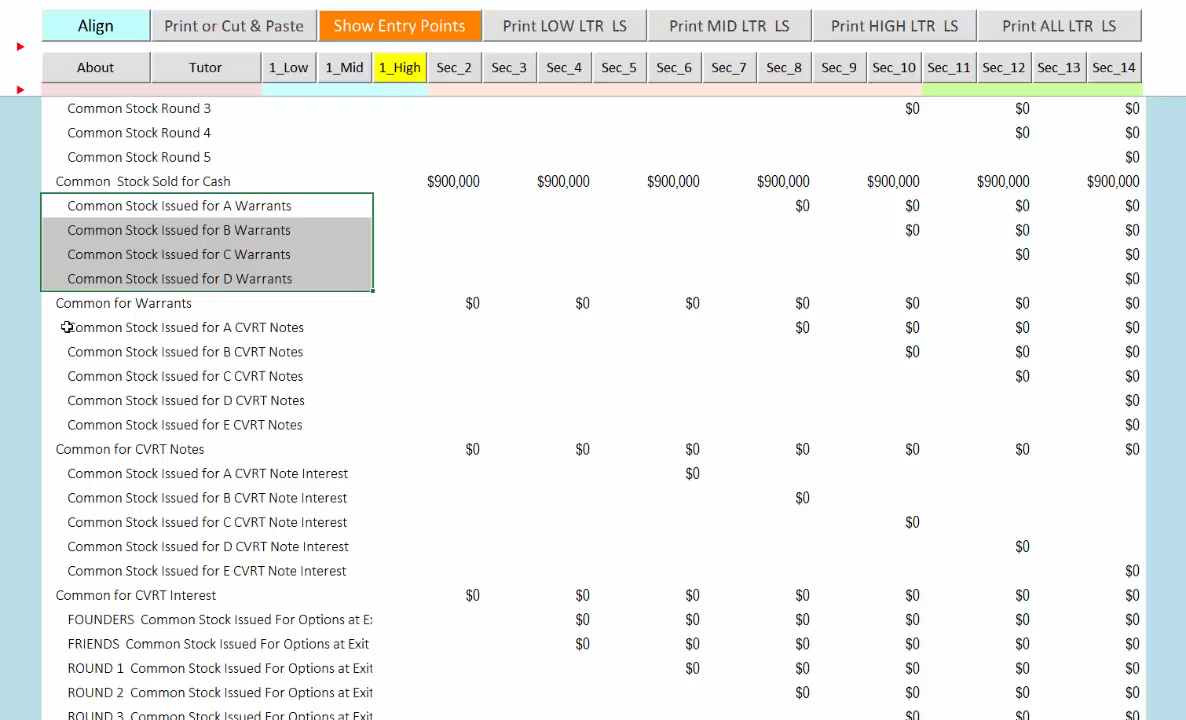 Align Print or Cut & Paste Show Entry Points Print LOW LTR LS Print MID LTR LS Print HIGH LTR LS Print ALL LTR LS
About Tutor 1_Low 1_Mid 1_High Sec_2 Sec_3 Sec_4 Sec_5 Sec_6 Sec_7 Sec_8 Sec_9 Sec_10 Sec_11 Sec_12 Sec_13 Sec_14
Common Stock Round 3 $0 $0 $0
Common Stock Round 4 $0 $0
Common Stock Round 5 $0
Common Stock Sold for Cash $900,000 $900,000 $900,000 $900,000 $900,000 $900,000 $900,000
Common Stock Issued for A Warrants $0 $0 $0 $0
Common Stock Issued for B Warrants $0 $0 $0
Common Stock Issued for C Warrants $0 $0
Common Stock Issued for D Warrants $0
Common for Warrants $0 $0 $0 $0 $0 $0 $0
Common Stock Issued for A CVRT Notes $0 $0 $0 $0
Common Stock Issued for B CVRT Notes $0 $0 $0
Common Stock Issued for C CVRT Notes $0 $0
Common Stock Issued for D CVRT Notes $0
Common Stock Issued for E CVRT Notes $0
Common for CVRT Notes $0 $0 $0 $0 $0 $0 $0
Common Stock Issued for A CVRT Note Interest $0
Common Stock Issued for B CVRT Note Interest $0
Common Stock Issued for C CVRT Note Interest $0
Common Stock Issued for D CVRT Note Interest $0
Common Stock Issued for E CVRT Note Interest $0
Common for CVRT Interest $0 $0 $0 $0 $0 $0 $0
FOUNDERS Common Stock Issued For Options at Ex $0 $0 $0 $0 $0 $0
FRIENDS Common Stock Issued For Options at Exit $0 $0 $0 $0 $0 $0
ROUND 1 Common Stock Issued For Options at Exit $0 $0 $0 $0 $0
ROUND 2 Common Stock Issued For Options at Exit $0 $0 $0 $0
ROUND 3 Common Stock Issued For Options at Exit $0 $0 $0